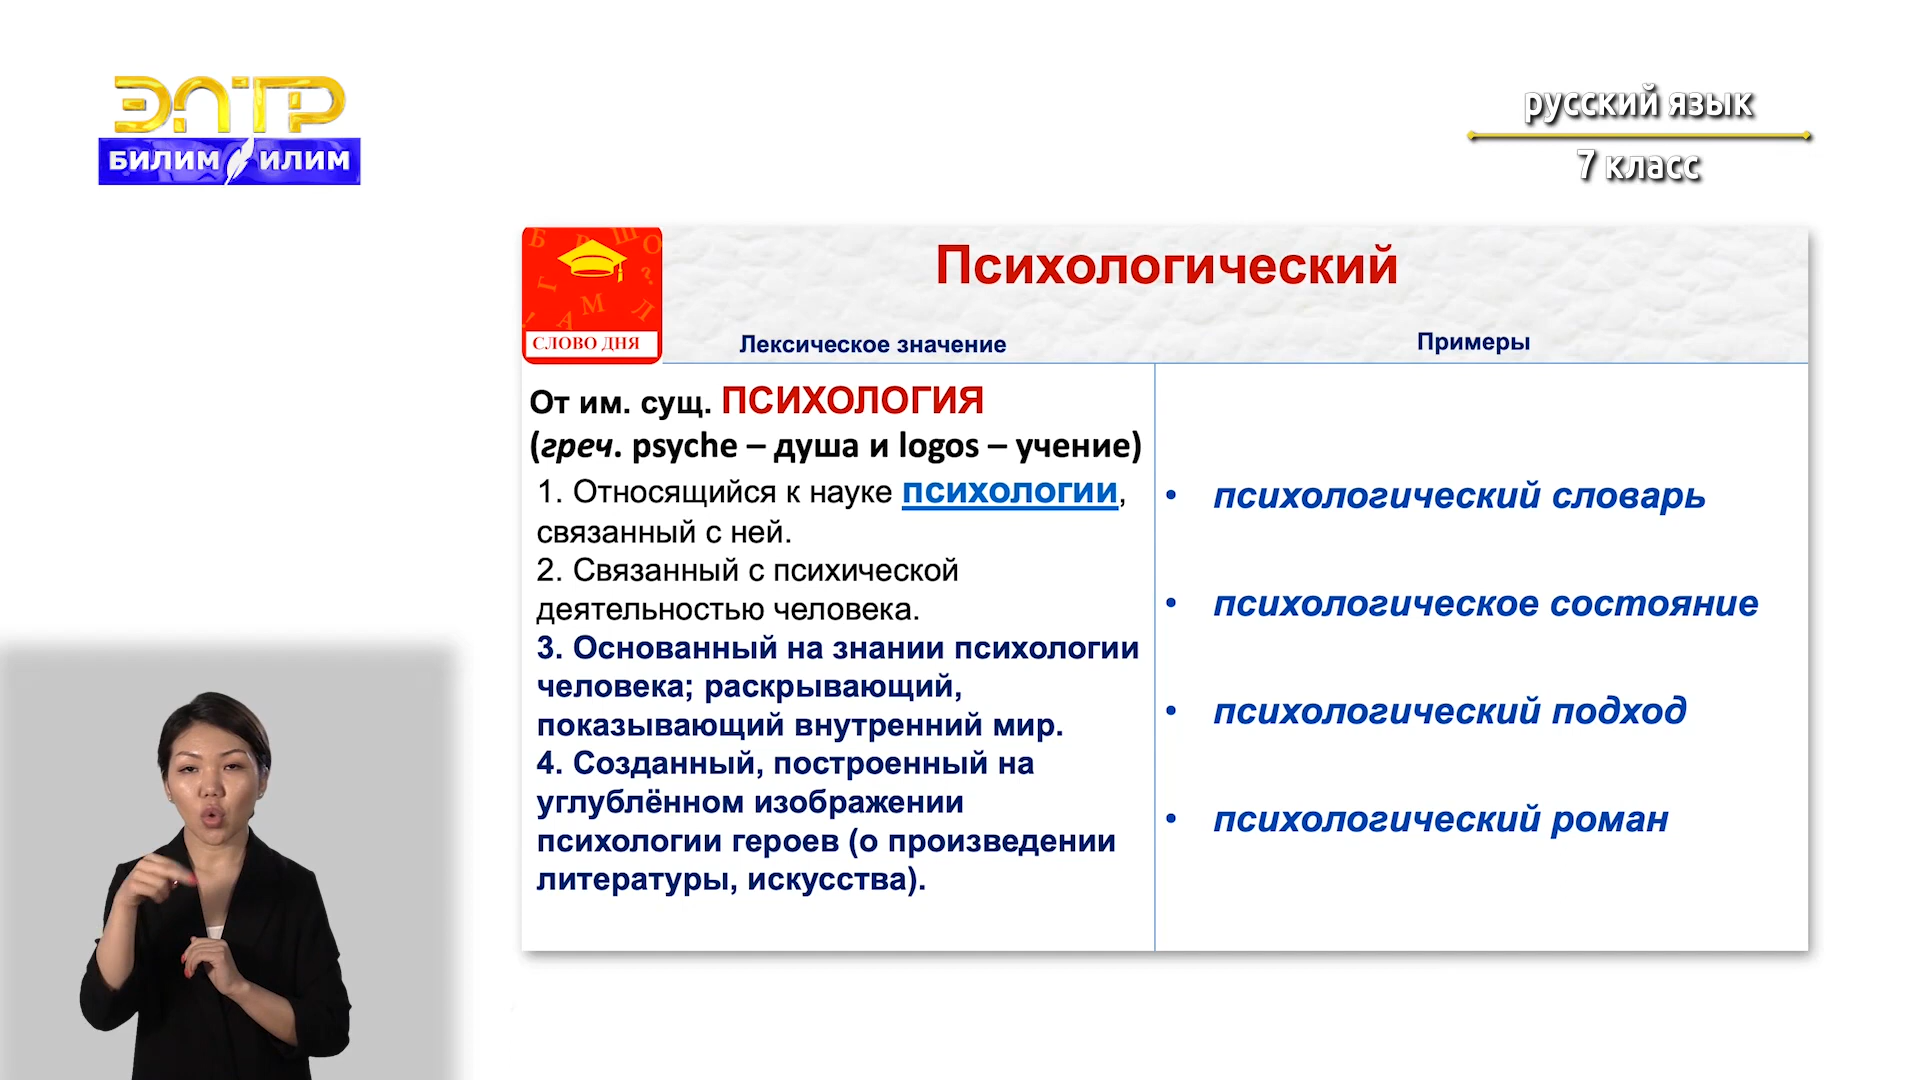 ЭЛТР
БИЛИМ ИЛИМ
русский язык
7 класс
СЛОВО ДНЯ
Психологический
Лексическое значение
Примеры
От им. сущ. ПСИХОЛОГИЯ
(греч. psyche – душа и logos – учение)
1. Относящийся к науке психологии,
связанный с ней.
2. Связанный с психической
деятельностью человека.
3. Основанный на знании психологии
человека; раскрывающий,
показывающий внутренний мир.
4. Созданный, построенный на
углублённом изображении
психологии героев (о произведении
литературы, искусства).
• психологический словарь
• психологическое состояние
• психологический подход
• психологический роман